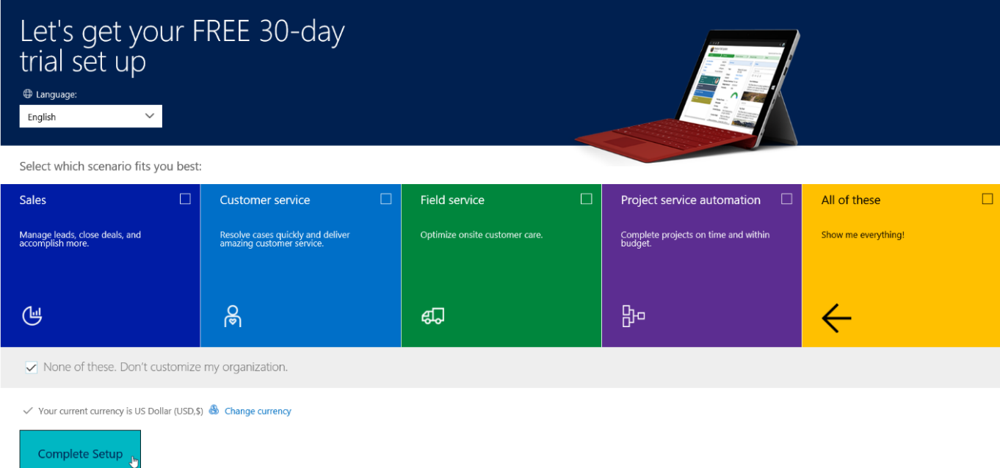 Let's get your FREE 30-day
trial set up
Language:
English
Select which scenario fits you best:
Sales
Manage leads, close deals, and
accomplish more.
Customer service
Resolve cases quickly and deliver
amazing customer service.
Field service
Optimize onsite customer care.
Project service automation
Complete projects on time and within
budget.
All of these
Show me everything!
None of these. Don't customize my organization.
Your current currency is US Dollar (USD,$) Change currency
Complete Setup